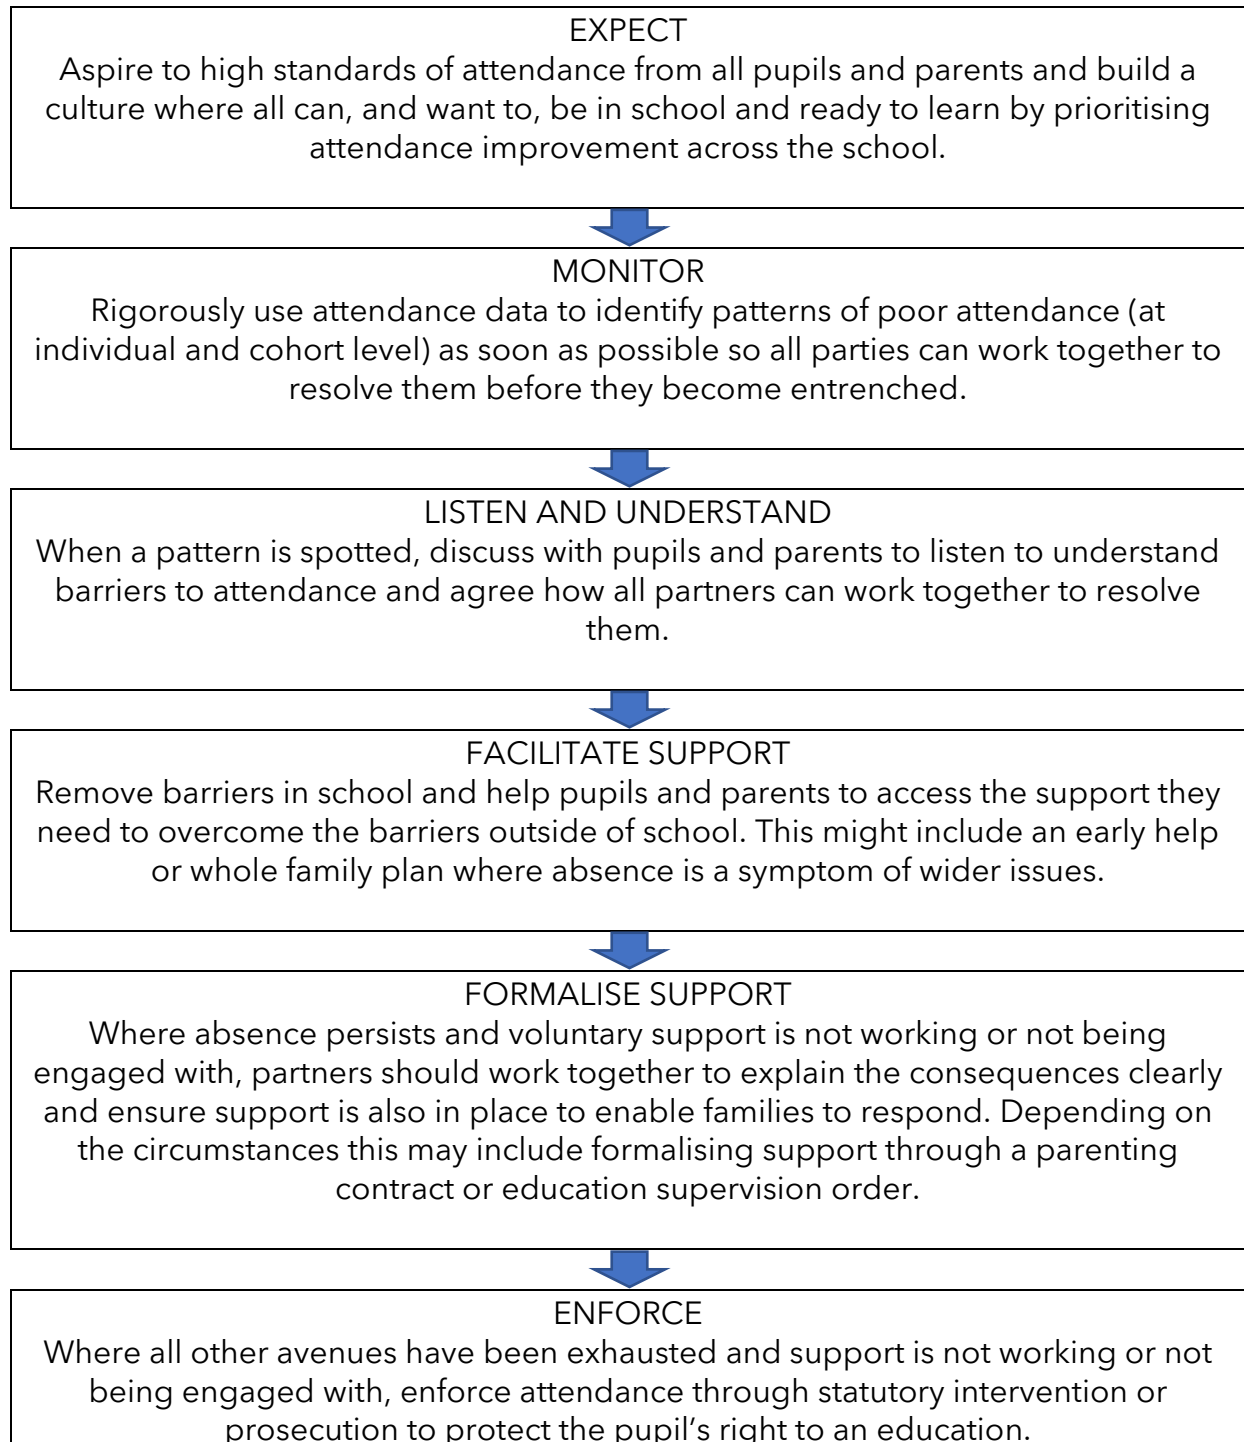 EXPECT
Aspire to high standards of attendance from all pupils and parents and build a
culture where all can, and want to, be in school and ready to learn by prioritising
attendance improvement across the school.
MONITOR
Rigorously use attendance data to identify patterns of poor attendance (at
individual and cohort level) as soon as possible so all parties can work together to
resolve them before they become entrenched.
LISTEN AND UNDERSTAND
When a pattern is spotted, discuss with pupils and parents to listen to understand
barriers to attendance and agree how all partners can work together to resolve
them.
FACILITATE SUPPORT
Remove barriers in school and help pupils and parents to access the support they
need to overcome the barriers outside of school. This might include an early help
or whole family plan where absence is a symptom of wider issues.
FORMALISE SUPPORT
Where absence persists and voluntary support is not working or not being
engaged with, partners should work together to explain the consequences clearly
and ensure support is also in place to enable families to respond. Depending on
the circumstances this may include formalising support through a parenting
contract or education supervision order.
ENFORCE
Where all other avenues have been exhausted and support is not working or not
being engaged with, enforce attendance through statutory intervention or
prosecution to protect the pupil's right to an education.